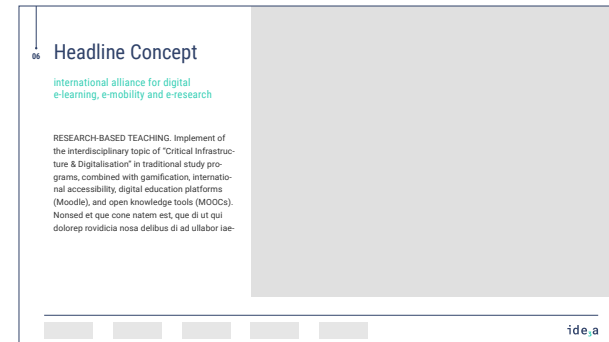 06
Headline Concept
international alliance for digital
e-learning, e-mobility and e-research
RESEARCH-BASED TEACHING. Implement of
the interdisciplinary topic of “Critical Infrastruc-
ture & Digitalisation” in traditional study pro-
grams, combined with gamification, internatio-
nal accessibility, digital education platforms
(Moodle), and open knowledge tools (MOOCs).
Nonsed et que cone natem est, que di ut qui
dolorep rovidicia nosa delibus di ad ullabor iae-
ide3a